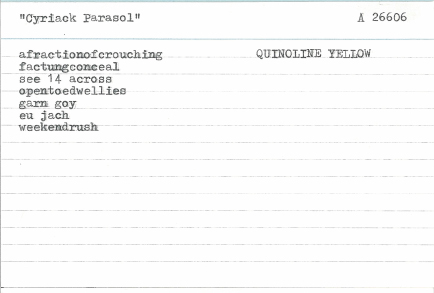 "Cyriack Parasol" A 26606
afractionofcrouching QUINOLINE YELLOW
factungconceal
see 14 across
opentoedwellies
garn goy
eu jach
weekendrush